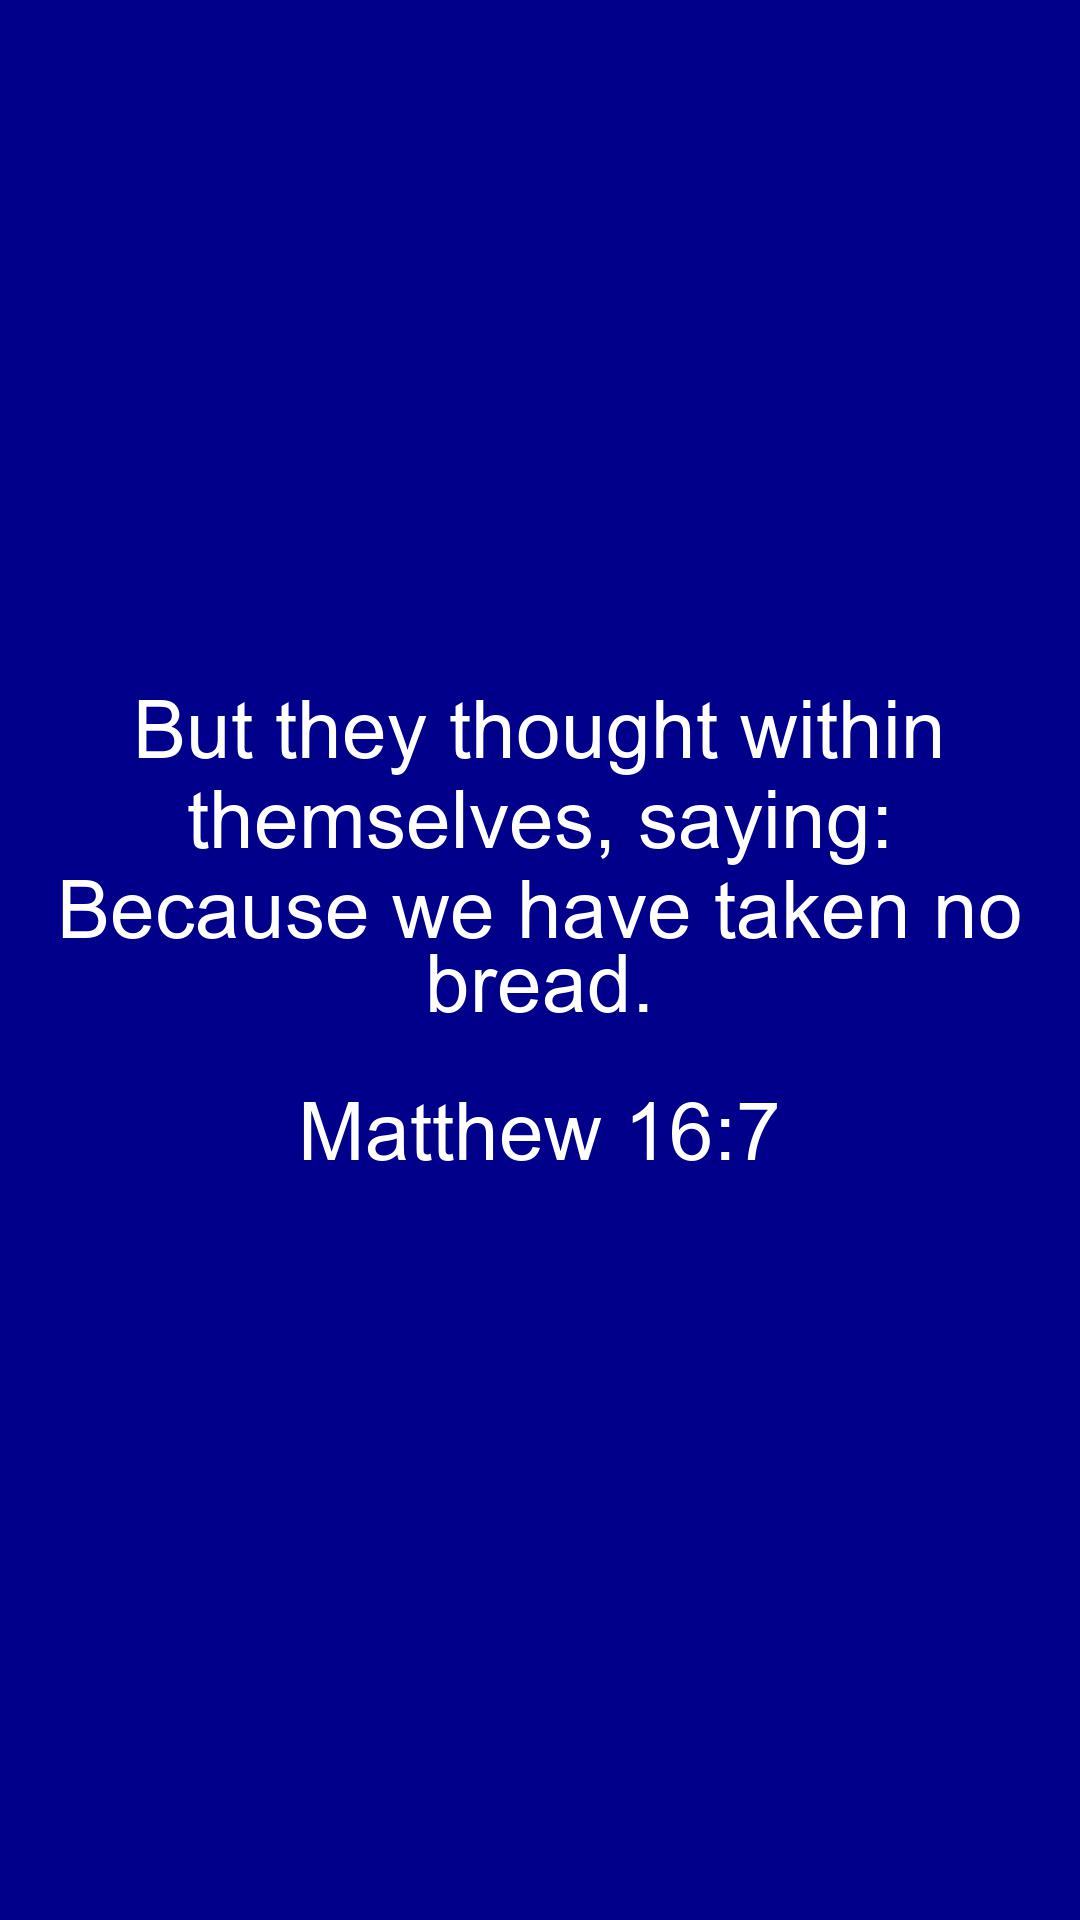 But they thought within
themselves, saying:
Because we have taken no
bread.
Matthew 16:7